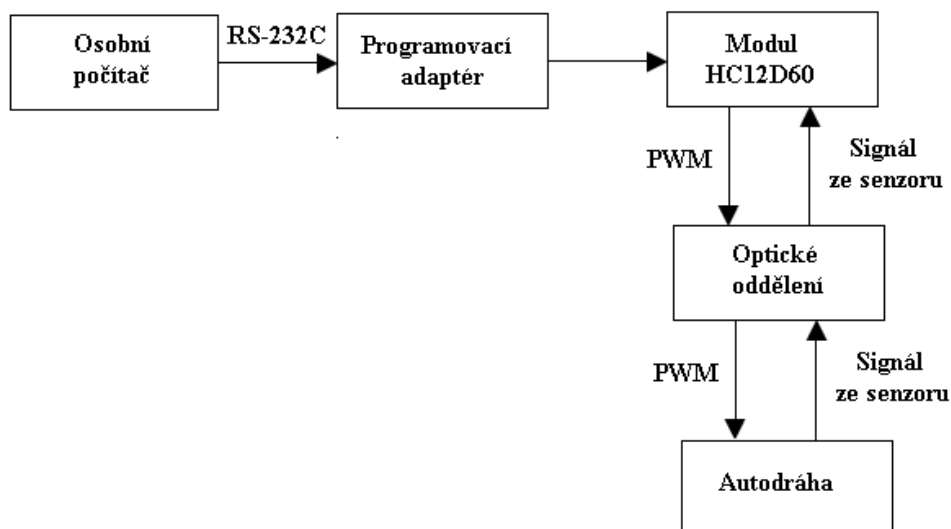 Osobní
počítač
RS-232C
Programovací
adaptér
Modul
HC12D60
PWM
Signál
ze senzoru
Optické
oddělení
PWM
Signál
ze senzoru
Autodráha